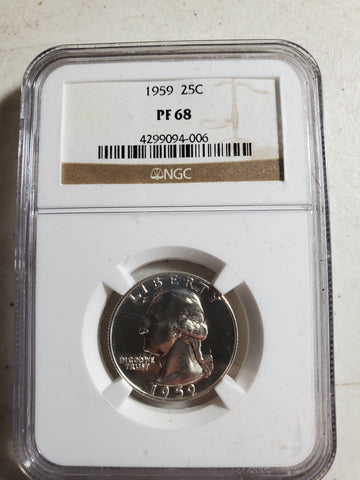 1959 25C
PF 68
4299094-006
NGC
LIBERTY
IN GOD WE
TRUST
1959